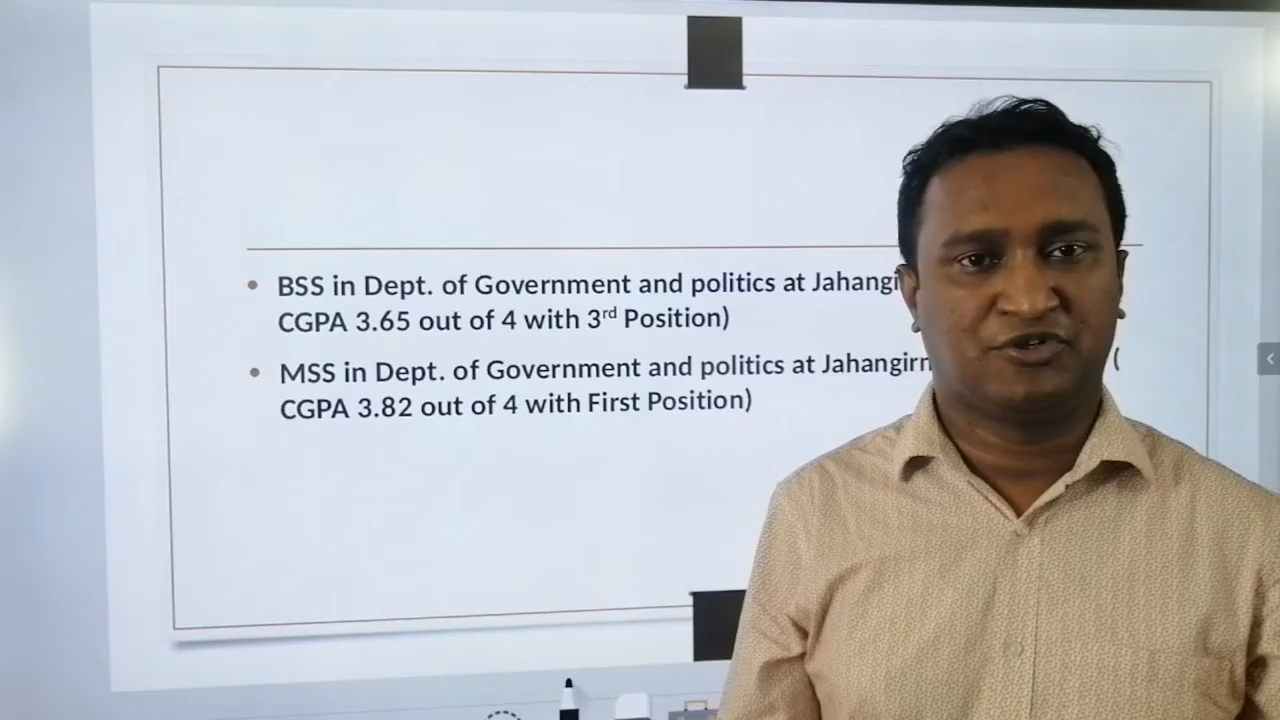 • BSS in Dept. of Government and politics at Jahangi
CGPA 3.65 out of 4 with 3rd Position)
• MSS in Dept. of Government and politics at Jahangirn (
CGPA 3.82 out of 4 with First Position)